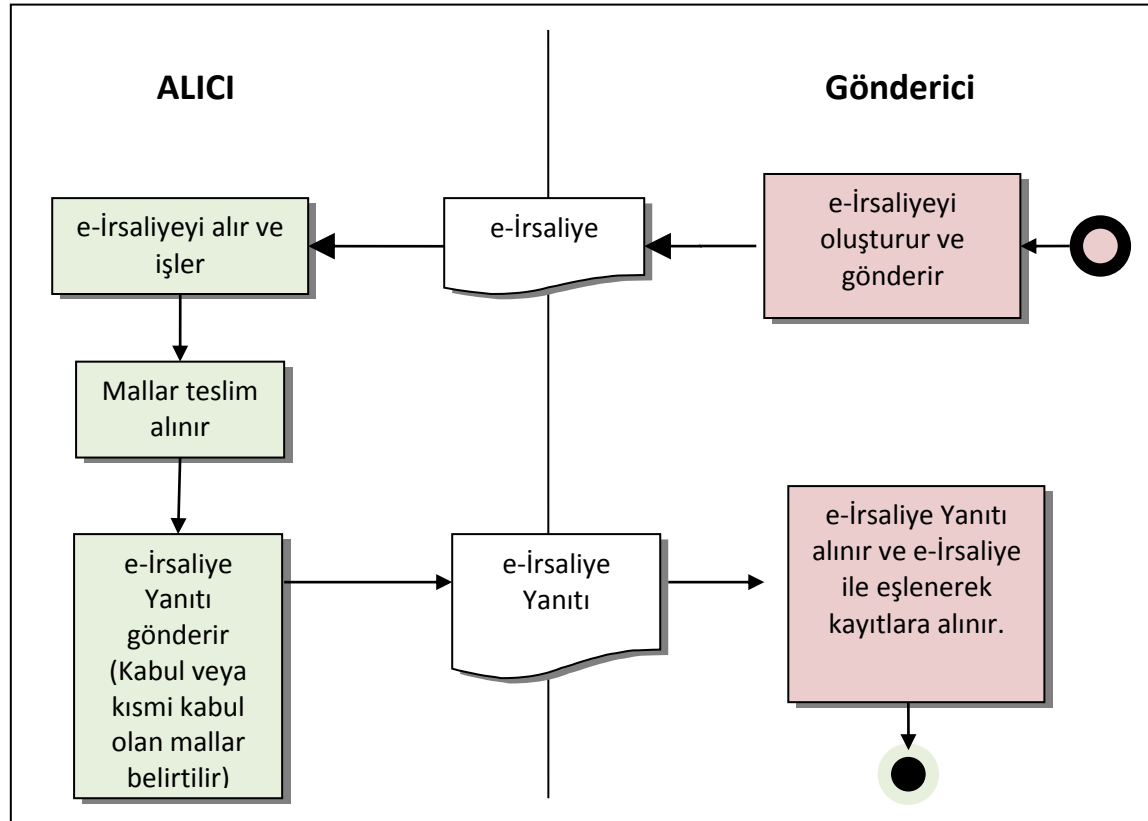 ALICI
Gönderici
e-İrsaliyeyi
oluşturur ve
gönderir
e-İrsaliye
e-İrsaliyeyi alır ve
işler
Mallar teslim
alınır
e-İrsaliye
Yanıtı
gönderir
(Kabul veya
kısmi kabul
olan mallar
belirtilir)
e-İrsaliye
Yanıtı
e-İrsaliye Yanıtı
alınır ve e-İrsaliye
ile eşlenerek
kayıtlara alınır.